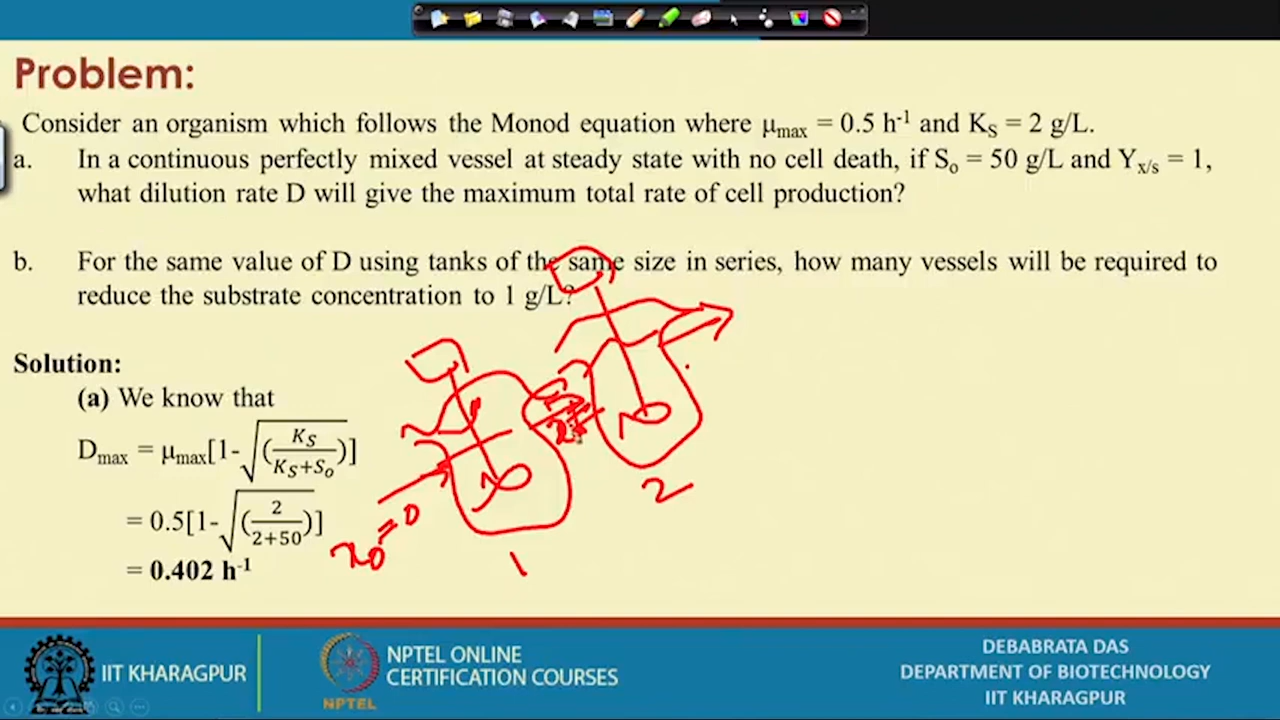 Problem:
Consider an organism which follows the Monod equation where μmax = 0.5 h-1 and KS = 2 g/L.
a. In a continuous perfectly mixed vessel at steady state with no cell death, if So = 50 g/L and Yx/s = 1,
what dilution rate D will give the maximum total rate of cell production?
b. For the same value of D using tanks of the same size in series, how many vessels will be required to
reduce the substrate concentration to 1 g/L?
Solution:
(a) We know that
Dmax = μmax[1-√(KS/(KS+So))]
= 0.5[1-√(2/(2+50))]
= 0.402 h-1
x0 = 0
1
2
IIT KHARAGPUR
NPTEL
NPTEL ONLINE
CERTIFICATION COURSES
DEBABRATA DAS
DEPARTMENT OF BIOTECHNOLOGY
IIT KHARAGPUR